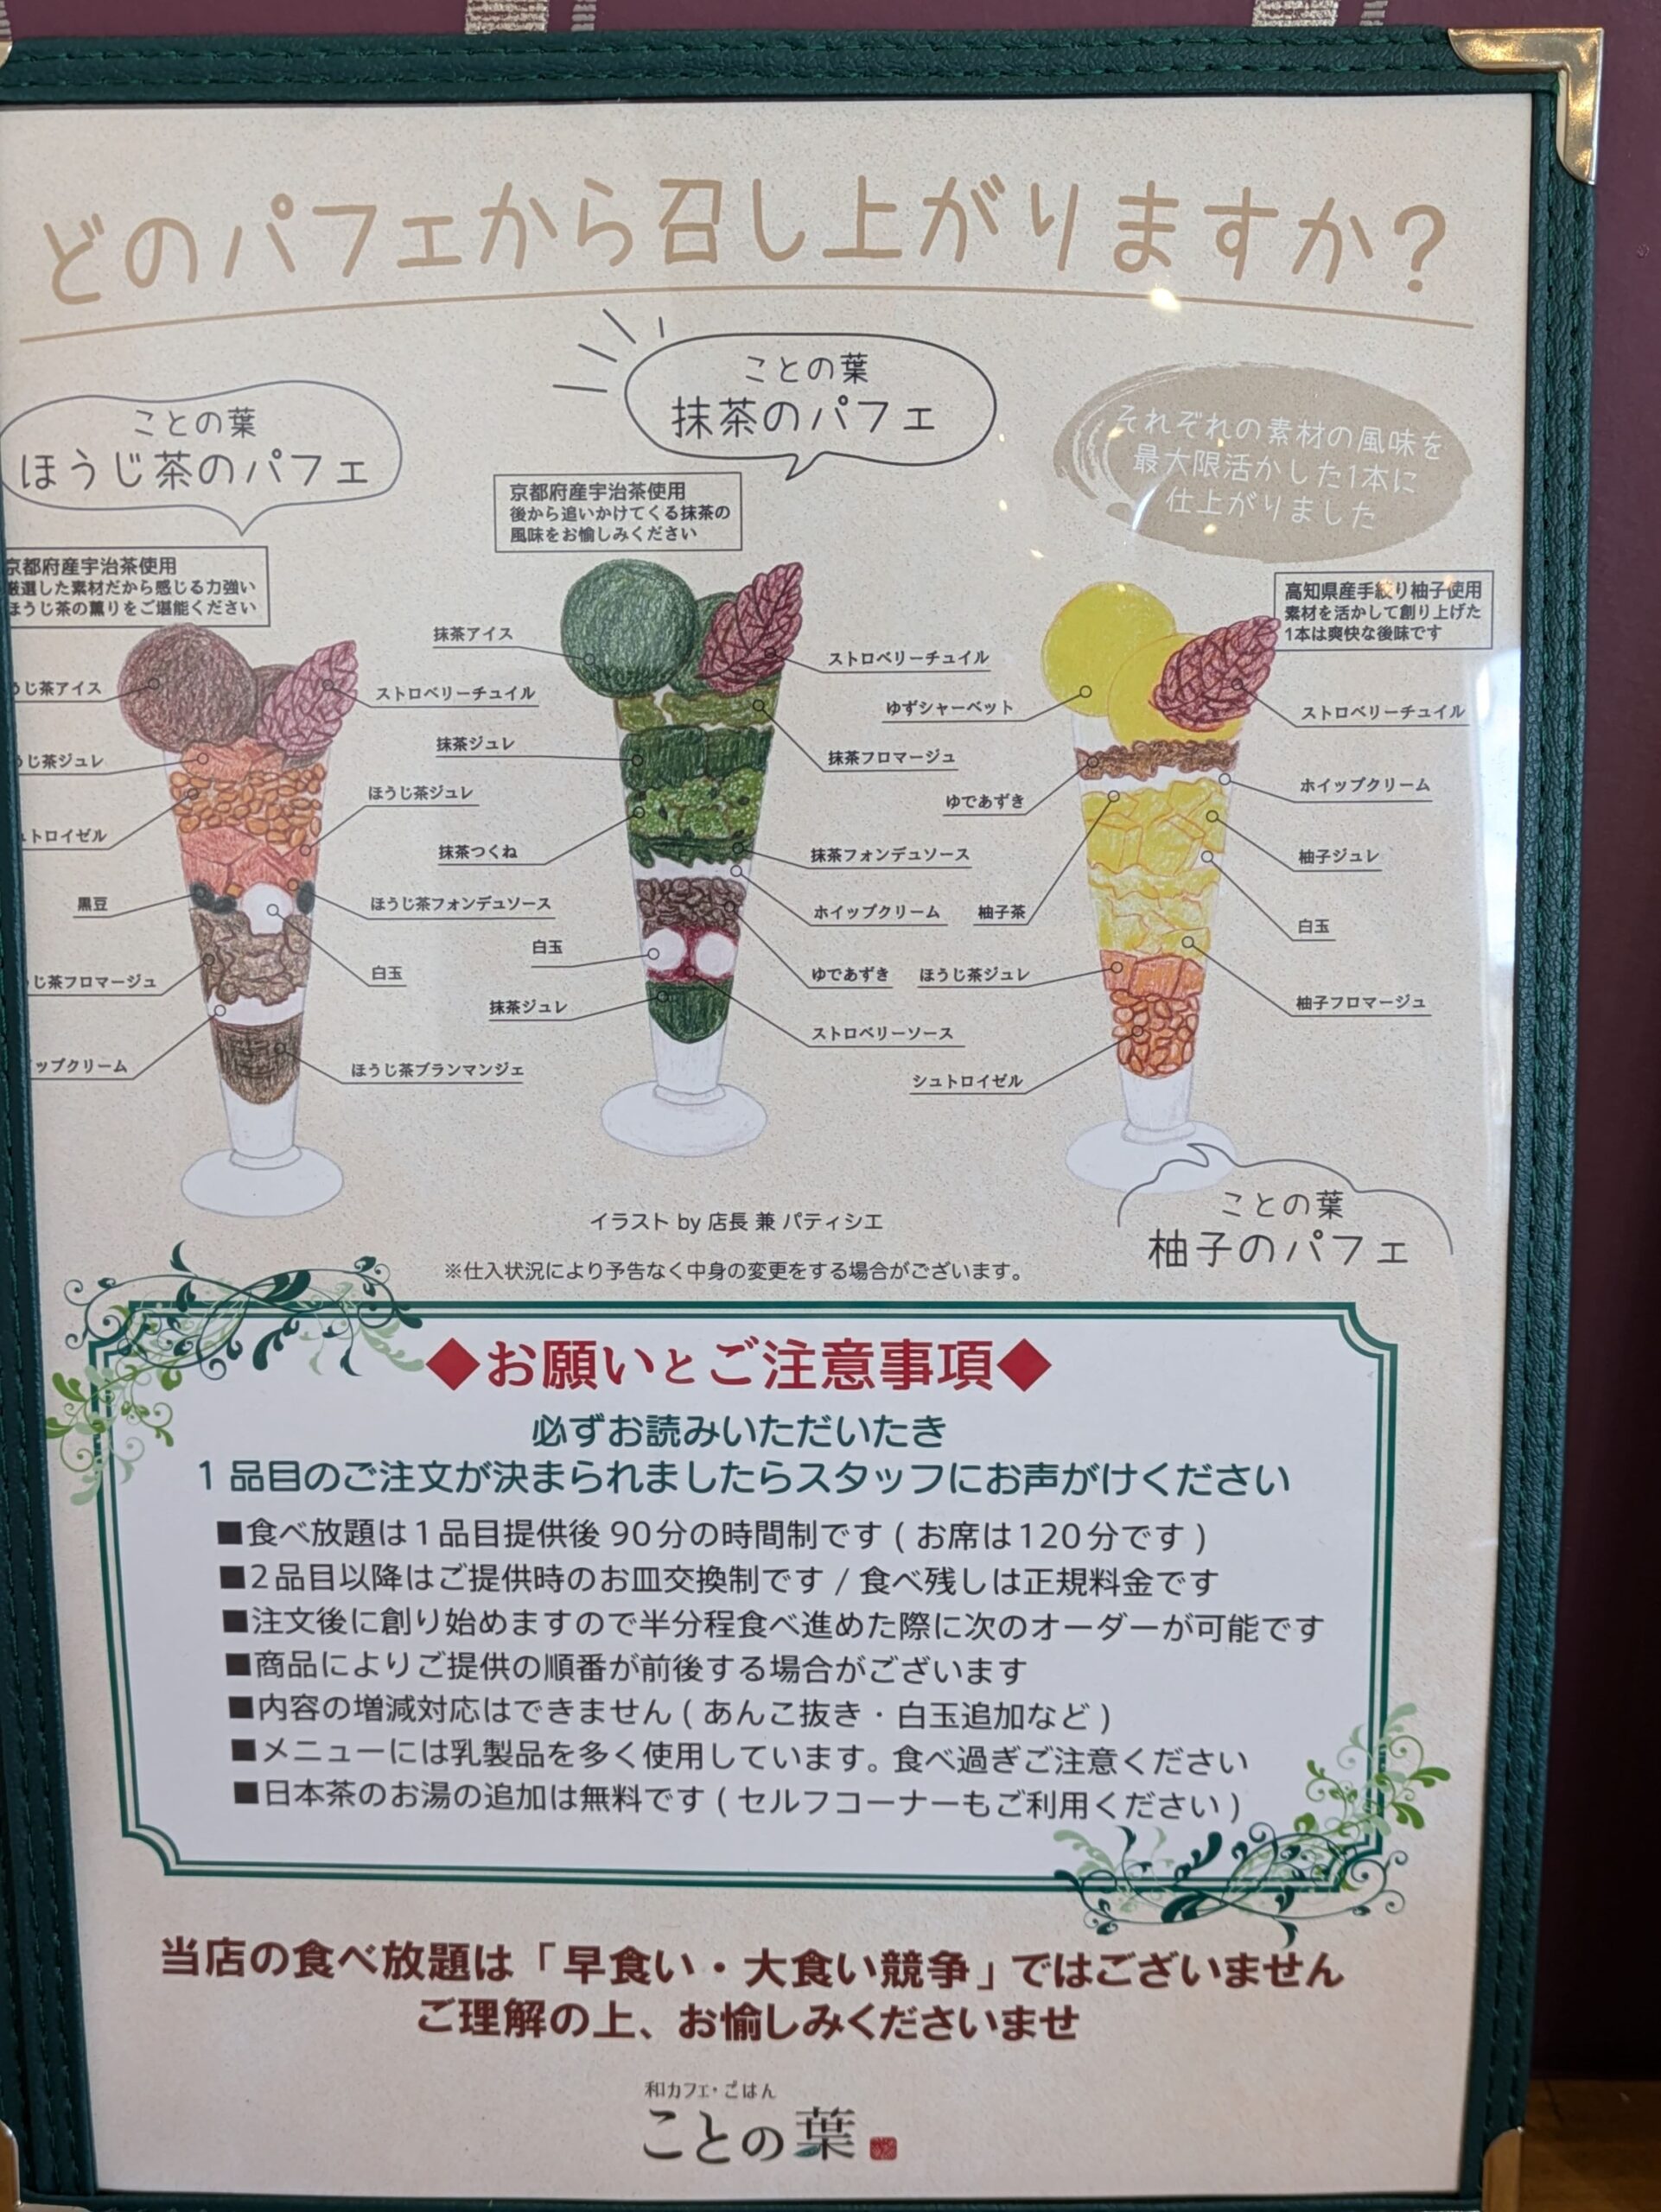 どのパフェから召し上がりますか?
ことの葉
ほうじ茶のパフェ
京都府産宇治茶使用
厳選した素材だから感じる力強い
ほうじ茶の薫りをご堪能ください
うじ茶アイス
ストロベリーチュイル
うじ茶ジュレ
ほうじ茶ジュレ
トロイゼル
黒豆
ほうじ茶フォンデュソース
白玉
じ茶フロマージュ
ップクリーム
ほうじ茶ブランマンジェ
ことの葉
抹茶のパフェ
京都府産宇治茶使用
後から追いかけてくる抹茶の
風味をお愉しみください
抹茶アイス
ストロベリーチュイル
抹茶ジュレ
抹茶フロマージュ
抹茶つくね
抹茶フォンデュソース
ホイップクリーム
白玉
ゆであずき
抹茶ジュレ
ストロベリーソース
それぞれの素材の風味を
最大限活かした1本に
仕上がりました
高知県産手絞り柚子使用
素材を活かして創り上げた
1本は爽快な後味です
ゆずシャーベット
ストロベリーチュイル
ゆであずき
ホイップクリーム
柚子ジュレ
柚子茶
白玉
ほうじ茶ジュレ
柚子フロマージュ
シュトロイゼル
ことの葉
柚子のパフェ
イラスト by 店長 兼 パティシエ
※仕入状況により予告なく中身の変更をする場合がございます。
◆お願いとご注意事項◆
必ずお読みいただいたき
1品目のご注文が決まられましたらスタッフにお声がけください
■食べ放題は1品目提供後 90分の時間制です ( お席は120分です )
■2品目以降はご提供時のお皿交換制です / 食べ残しは正規料金です
■注文後に創り始めますので半分程食べ進めた際に次のオーダーが可能です
■商品によりご提供の順番が前後する場合がございます
■内容の増減対応はできません ( あんこ抜き・白玉追加など )
■メニューには乳製品を多く使用しています。食べ過ぎご注意ください
■日本茶のお湯の追加は無料です ( セルフコーナーもご利用ください )
当店の食べ放題は「早食い・大食い競争」ではございません
ご理解の上、お愉しみくださいませ
和カフェ・ごはん
ことの葉